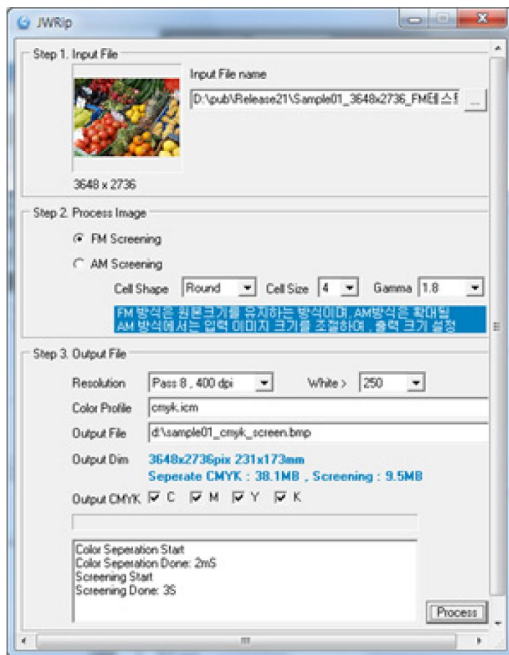 JWRip
Step 1. Input File
Input File name
D:\pub\Release21\Sample01_3648x2736_FM테스트
...
3648 x 2736
Step 2. Process Image
FM Screening
AM Screening
Cell Shape Round Cell Size 4 Gamma 1.8
FM 방식은 원본크기를 유지하는 방식이며, AM방식은 확대됨
AM 방식에서는 입력 이미지 크기를 조절하여 , 출력 크기 설정
Step 3. Output File
Resolution Pass 8 , 400 dpi White > 250
Color Profile cmyk.icm
Output File d:\sample01_cmyk_screen.bmp
Output Dim 3648x2736pix 231x173mm
Seperate CMYK : 38.1MB , Screening : 9.5MB
Output CMYK C M Y K
Color Seperation Start
Color Seperation Done: 2mS
Screening Start
Screening Done: 3S
Process